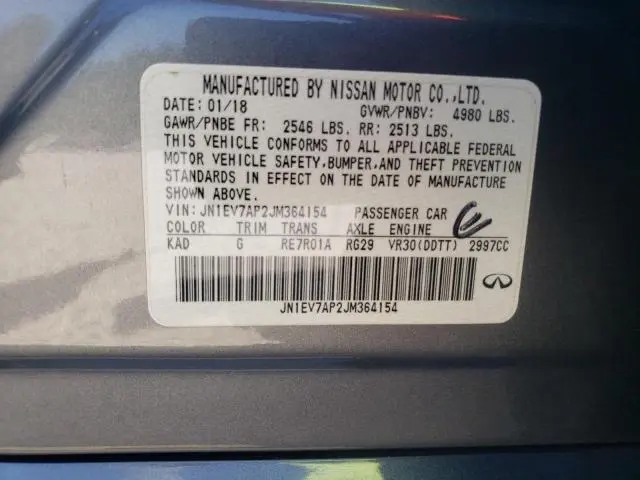 MANUFACTURED BY NISSAN MOTOR CO.,LTD.
DATE: 01/18 GVWR/PNBV: 4980 LBS.
GAWR/PNBE FR: 2546 LBS. RR: 2513 LBS.
THIS VEHICLE CONFORMS TO ALL APPLICABLE FEDERAL
MOTOR VEHICLE SAFETY,BUMPER,AND THEFT PREVENTION
STANDARDS IN EFFECT ON THE DATE OF MANUFACTURE
SHOWN ABOVE.
VIN: JN1EV7AP2JM364154 PASSENGER CAR
COLOR TRIM TRANS AXLE ENGINE
KAD G RE7R01A RG29 VR30(DDTT) 2997CC
JN1EV7AP2JM364154